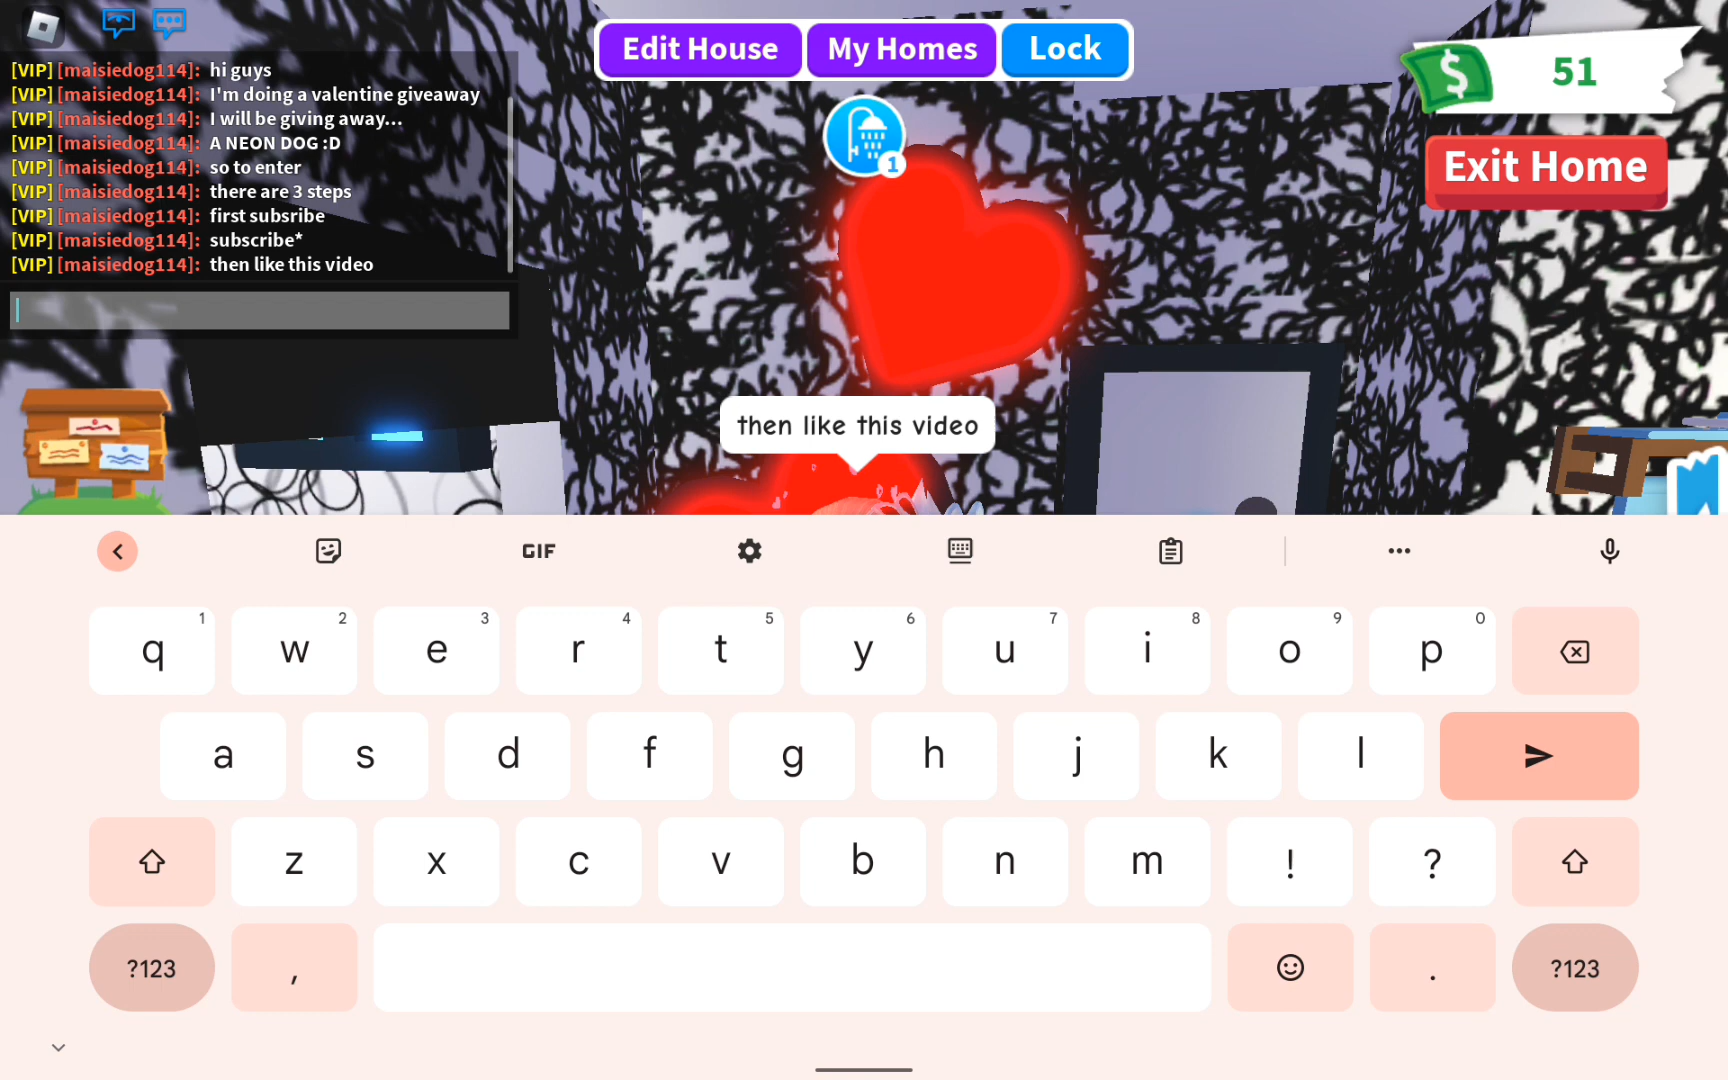 Edit House
My Homes
Lock
51
Exit Home
1
[VIP] [maisiedog114]: hi guys
[VIP] [maisiedog114]: I'm doing a valentine giveaway
[VIP] [maisiedog114]: I will be giving away...
[VIP] [maisiedog114]: A NEON DOG :D
[VIP] [maisiedog114]: so to enter
[VIP] [maisiedog114]: there are 3 steps
[VIP] [maisiedog114]: first subsribe
[VIP] [maisiedog114]: subscribe*
[VIP] [maisiedog114]: then like this video
then like this video
GIF
q 1 w 2 e 3 r 4 t 5 y 6 u 7 i 8 o 9 p 0
a s d f g h j k l
z x c v b n m ! ?
?123 , . ?123